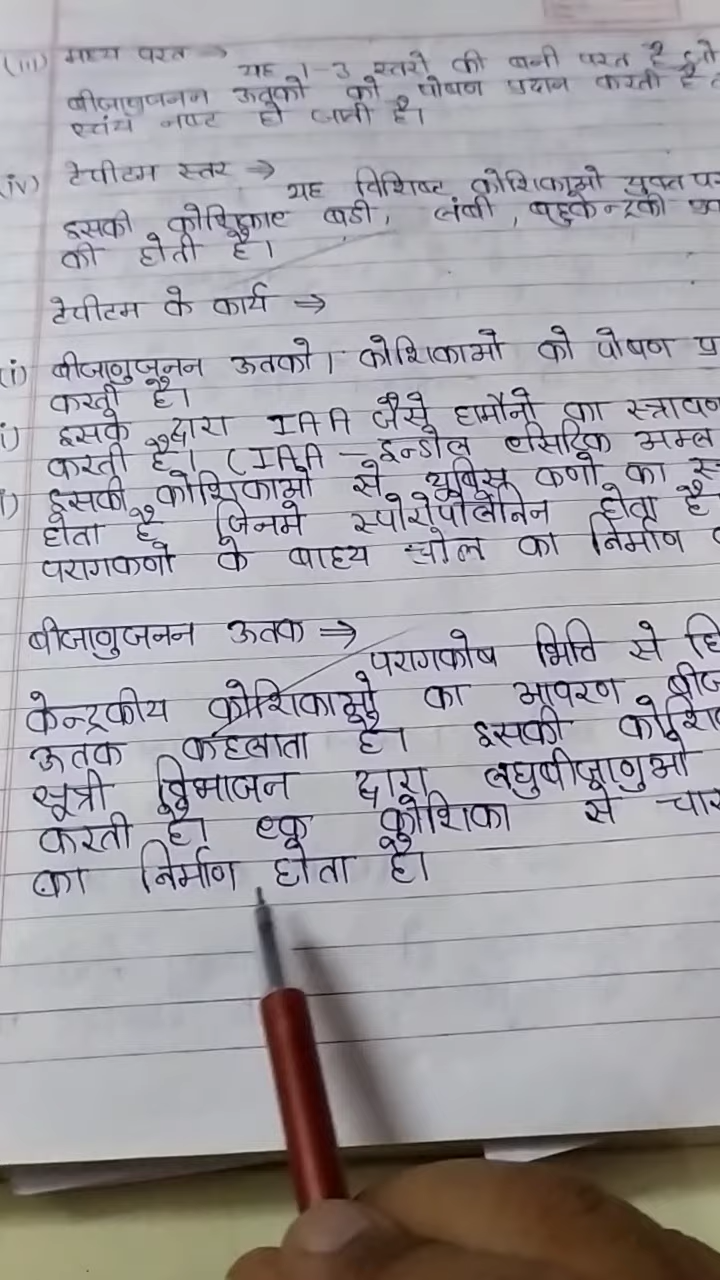 (iii) मध्य परत →
यह 1-3 स्तरों की बनी परत है
बीजाणुजनन ऊतको को पोषण प्रदान करती है
स्वंय नष्ट हो जाती है।
(iv) टेपीटम स्तर ⇒
यह विशिष्ट कोशिकाओं युक्त
इसकी कोशिकाए बडी, लंबी, बहुकेन्द्रकी
की होती है।
टेपीटम के कार्य ⇒
(i) बीजाणुजनन ऊतको। कोशिकाओं को पोषण
करती है।
इसके द्वारा IAA जैसे हार्मोनो का स्त्रावण
करती है। (IAA - इन्डोल एसिटिक अम्ल
इसकी कोशिकाओं से युबिस कणो का
होता है, जिनमे स्पोरोपोलेनिन होता है
परागकणों के बाहय चोल का निर्माण
बीजाणुजनन ऊतक ⇒
परागकोष भिति से
केन्द्रकीय कोशिकाओं का आवरण
ऊतक कहलाता है। इसकी
सूत्री विभाजन द्वारा लघुबीजाणुओ
करती है। एक कोशिका से चार
का निर्माण होता है।